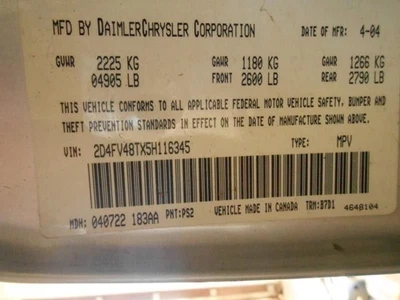 MFD BY DAIMLERCHRYSLER CORPORATION DATE OF MFR: 4-04
GVWR 2225 KG GAWR 1180 KG GAWR 1266 KG
04905 LB FRONT 2600 LB REAR 2790 LB
THIS VEHICLE CONFORMS TO ALL APPLICABLE FEDERAL MOTOR VEHICLE SAFETY, BUMPER AND
THEFT PREVENTION STANDARDS IN EFFECT ON THE DATE OF MANUFACTURE SHOWN ABOVE.
VIN: 2D4FV48TX5H116345 TYPE: MPV
MDH: 040722 183AA PNT:PS2 VEHICLE MADE IN CANADA TRM:B7D1 4648104